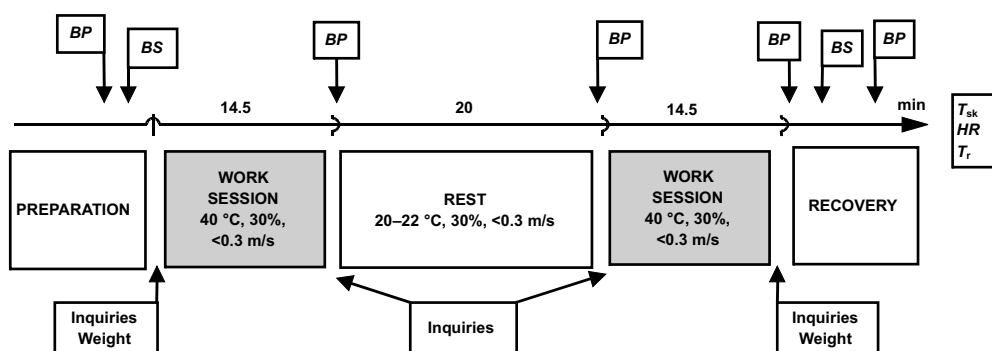 BP
BS
BP
BP
BP
BS
BP
14.5
20
14.5
min
Tsk
HR
Tr
PREPARATION
WORK
SESSION
40 °C, 30%,
<0.3 m/s
REST
20–22 °C, 30%, <0.3 m/s
WORK
SESSION
40 °C, 30%,
<0.3 m/s
RECOVERY
Inquiries
Weight
Inquiries
Inquiries
Weight